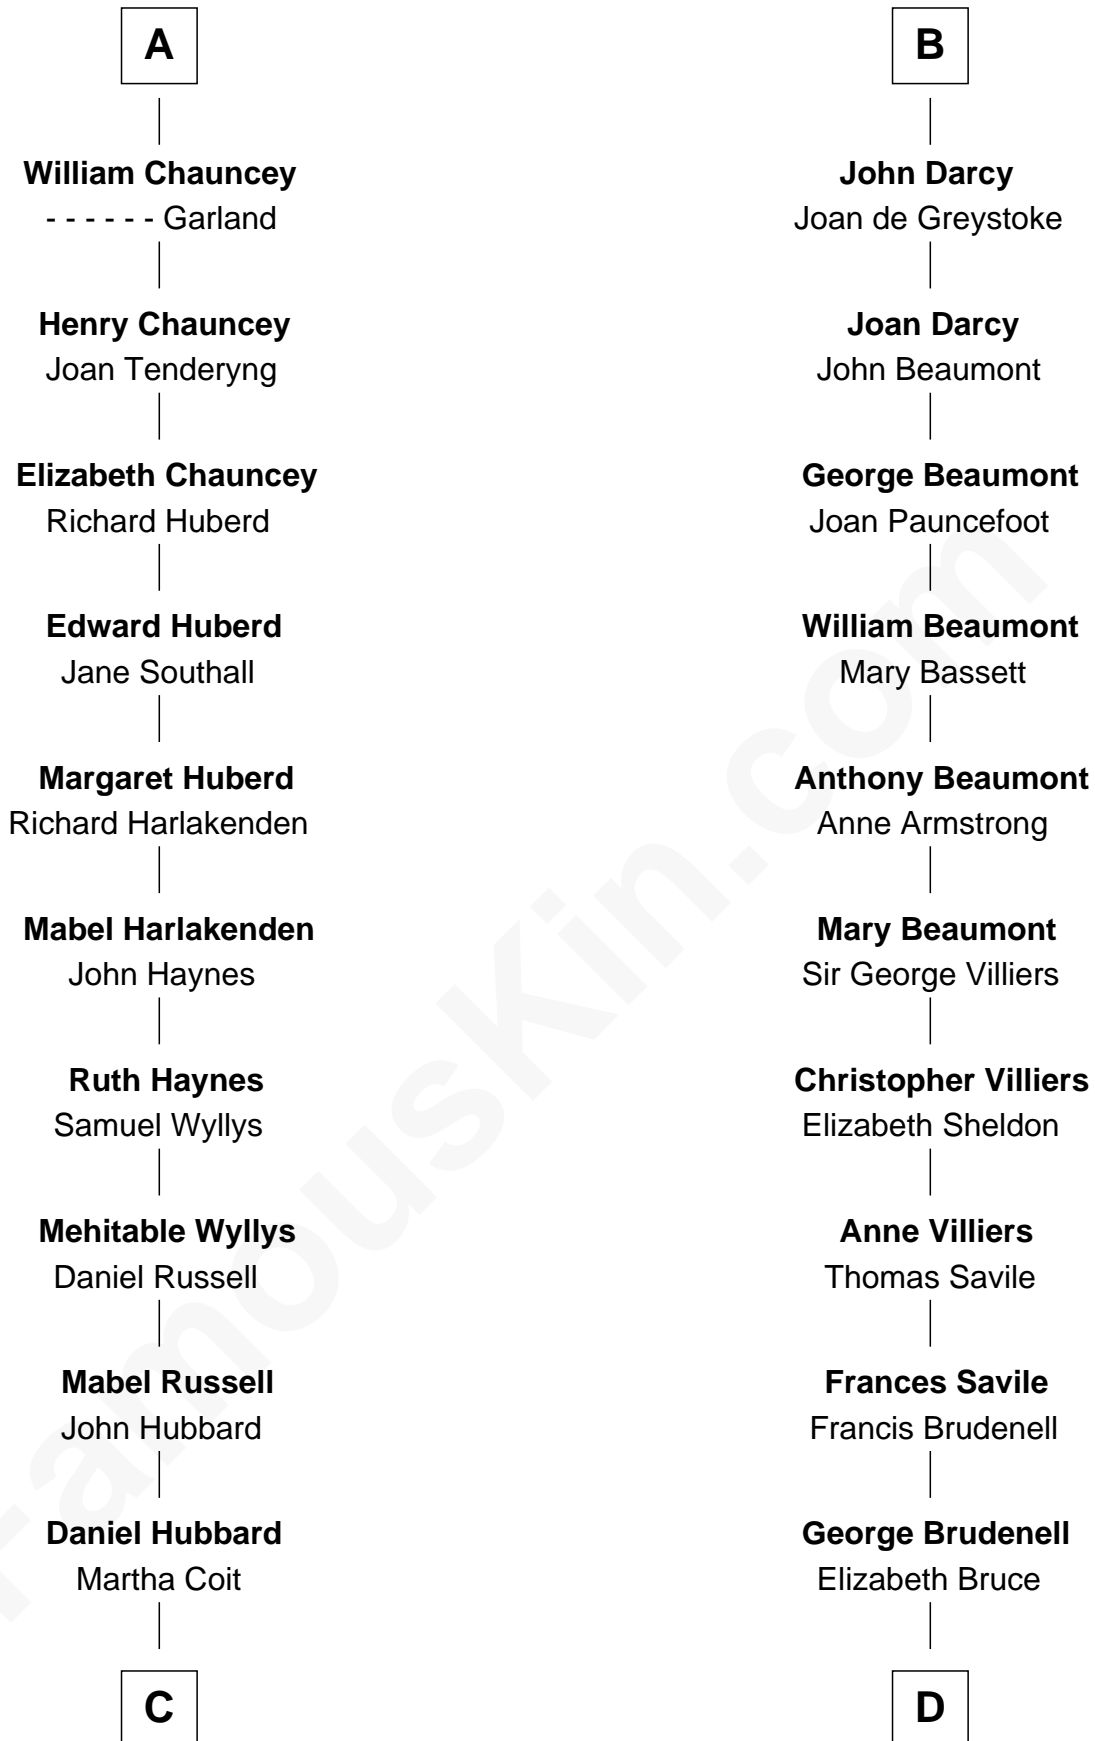 A
William Chauncey
- - - - - - Garland
Henry Chauncey
Joan Tenderyng
Elizabeth Chauncey
Richard Huberd
Edward Huberd
Jane Southall
Margaret Huberd
Richard Harlakenden
Mabel Harlakenden
John Haynes
Ruth Haynes
Samuel Wyllys
Mehitable Wyllys
Daniel Russell
Mabel Russell
John Hubbard
Daniel Hubbard
Martha Coit
C
B
John Darcy
Joan de Greystoke
Joan Darcy
John Beaumont
George Beaumont
Joan Pauncefoot
William Beaumont
Mary Bassett
Anthony Beaumont
Anne Armstrong
Mary Beaumont
Sir George Villiers
Christopher Villiers
Elizabeth Sheldon
Anne Villiers
Thomas Savile
Frances Savile
Francis Brudenell
George Brudenell
Elizabeth Bruce
D
FamousKin.com